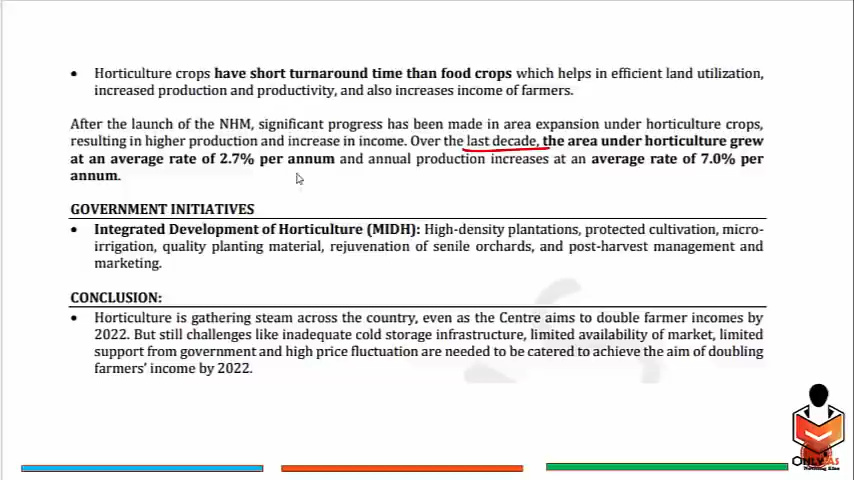 • Horticulture crops have short turnaround time than food crops which helps in efficient land utilization,
increased production and productivity, and also increases income of farmers.
After the launch of the NHM, significant progress has been made in area expansion under horticulture crops,
resulting in higher production and increase in income. Over the last decade, the area under horticulture grew
at an average rate of 2.7% per annum and annual production increases at an average rate of 7.0% per
annum.
GOVERNMENT INITIATIVES
• Integrated Development of Horticulture (MIDH): High-density plantations, protected cultivation, micro-
irrigation, quality planting material, rejuvenation of senile orchards, and post-harvest management and
marketing.
CONCLUSION:
• Horticulture is gathering steam across the country, even as the Centre aims to double farmer incomes by
2022. But still challenges like inadequate cold storage infrastructure, limited availability of market, limited
support from government and high price fluctuation are needed to be catered to achieve the aim of doubling
farmers' income by 2022.
ONLY IAS
Nothing Else